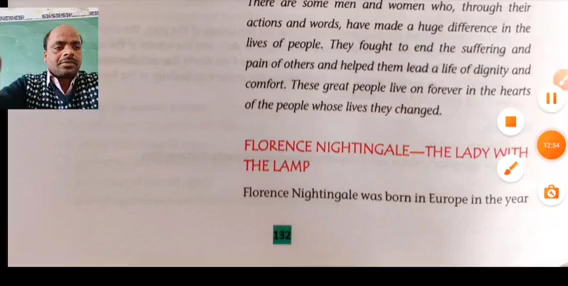 There are some men and women who, through their
actions and words, have made a huge difference in the
lives of people. They fought to end the suffering and
pain of others and helped them lead a life of dignity and
comfort. These great people live on forever in the hearts
of the people whose lives they changed.
FLORENCE NIGHTINGALE—THE LADY WITH
THE LAMP
Florence Nightingale was born in Europe in the year
132
12:54